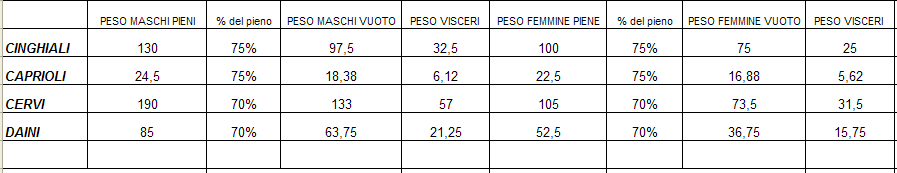 PESO MASCHI PIENI % del pieno PESO MASCHI VUOTO PESO VISCERI PESO FEMMINE PIENE % del pieno PESO FEMMINE VUOTO PESO VISCERI
CINGHIALI 130 75% 97,5 32,5 100 75% 75 25
CAPRIOLI 24,5 75% 18,38 6,12 22,5 75% 16,88 5,62
CERVI 190 70% 133 57 105 70% 73,5 31,5
DAINI 85 70% 63,75 21,25 52,5 70% 36,75 15,75